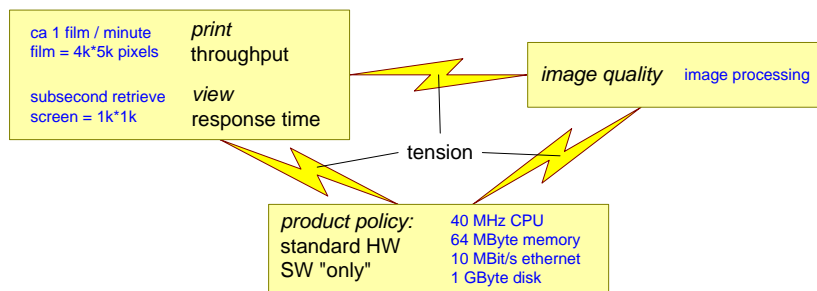 ca 1 film / minute
film = 4k*5k pixels
print
throughput
subsecond retrieve
screen = 1k*1k
view
response time
image quality
image processing
tension
product policy:
standard HW
SW "only"
40 MHz CPU
64 MByte memory
10 MBit/s ethernet
1 GByte disk